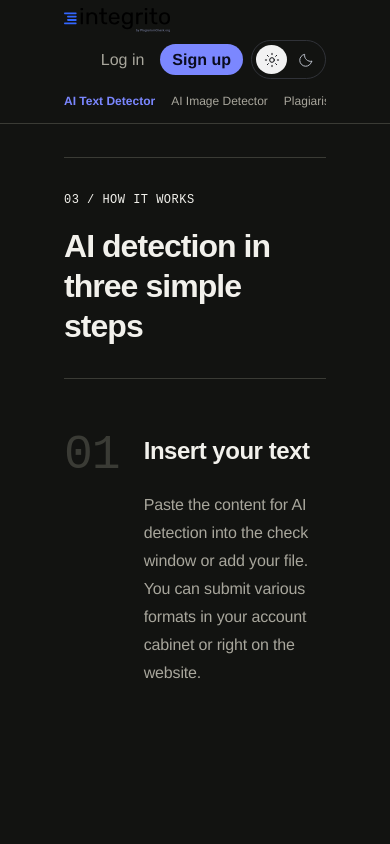 integrito
Log in
Sign up
AI Text Detector
AI Image Detector
Plagiaris
03 / HOW IT WORKS
AI detection in
three simple
steps
01
Insert your text
Paste the content for AI
detection into the check
window or add your file.
You can submit various
formats in your account
cabinet or right on the
website.